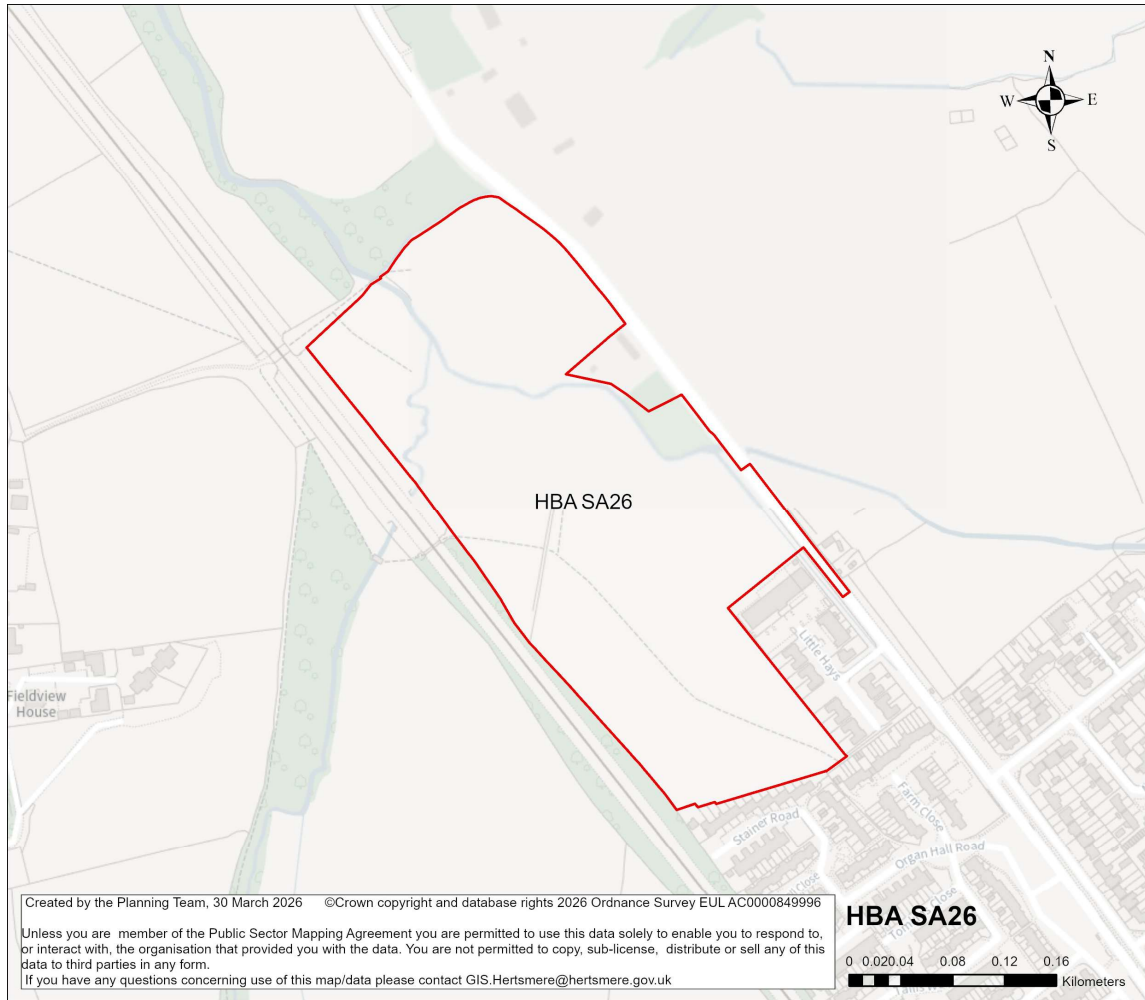 N
W E
S
HBA SA26
Little Hays
Fieldview
House
Farm Close
Stainer Road
Organ Hall Road
Close
Close
Created by the Planning Team, 30 March 2026 ©Crown copyright and database rights 2026 Ordnance Survey EUL AC0000849996
Unless you are member of the Public Sector Mapping Agreement you are permitted to use this data solely to enable you to respond to,
or interact with, the organisation that provided you with the data. You are not permitted to copy, sub-license, distribute or sell any of this
data to third parties in any form.
If you have any questions concerning use of this map/data please contact GIS.Hertsmere@hertsmere.gov.uk
HBA SA26
0 0.020.04 0.08 0.12 0.16
Kilometers